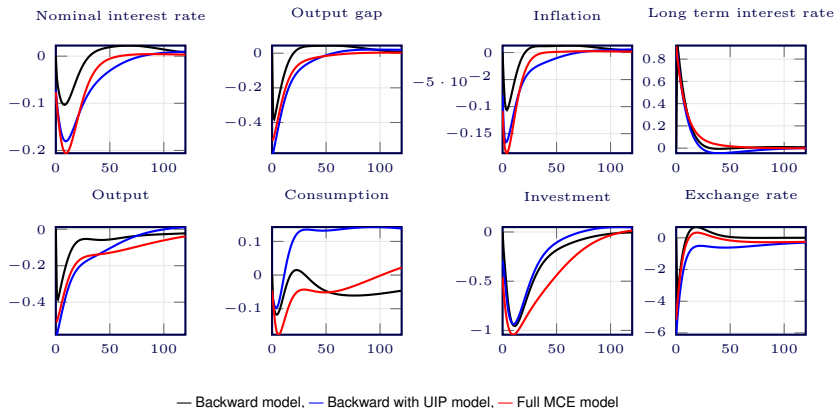 Nominal interest rate
Output gap
Inflation
Long term interest rate
0
−0.1
−0.2
0 50 100
0
−0.2
−0.4
0 50 100
0
−5 · 10−2
−0.1
−0.15
0 50 100
0.8
0.6
0.4
0.2
0
0 50 100
Output
Consumption
Investment
Exchange rate
0
−0.2
−0.4
0 50 100
0.1
0
−0.1
0 50 100
0
−0.5
−1
0 50 100
0
−2
−4
−6
0 50 100
— Backward model, — Backward with UIP model, — Full MCE model